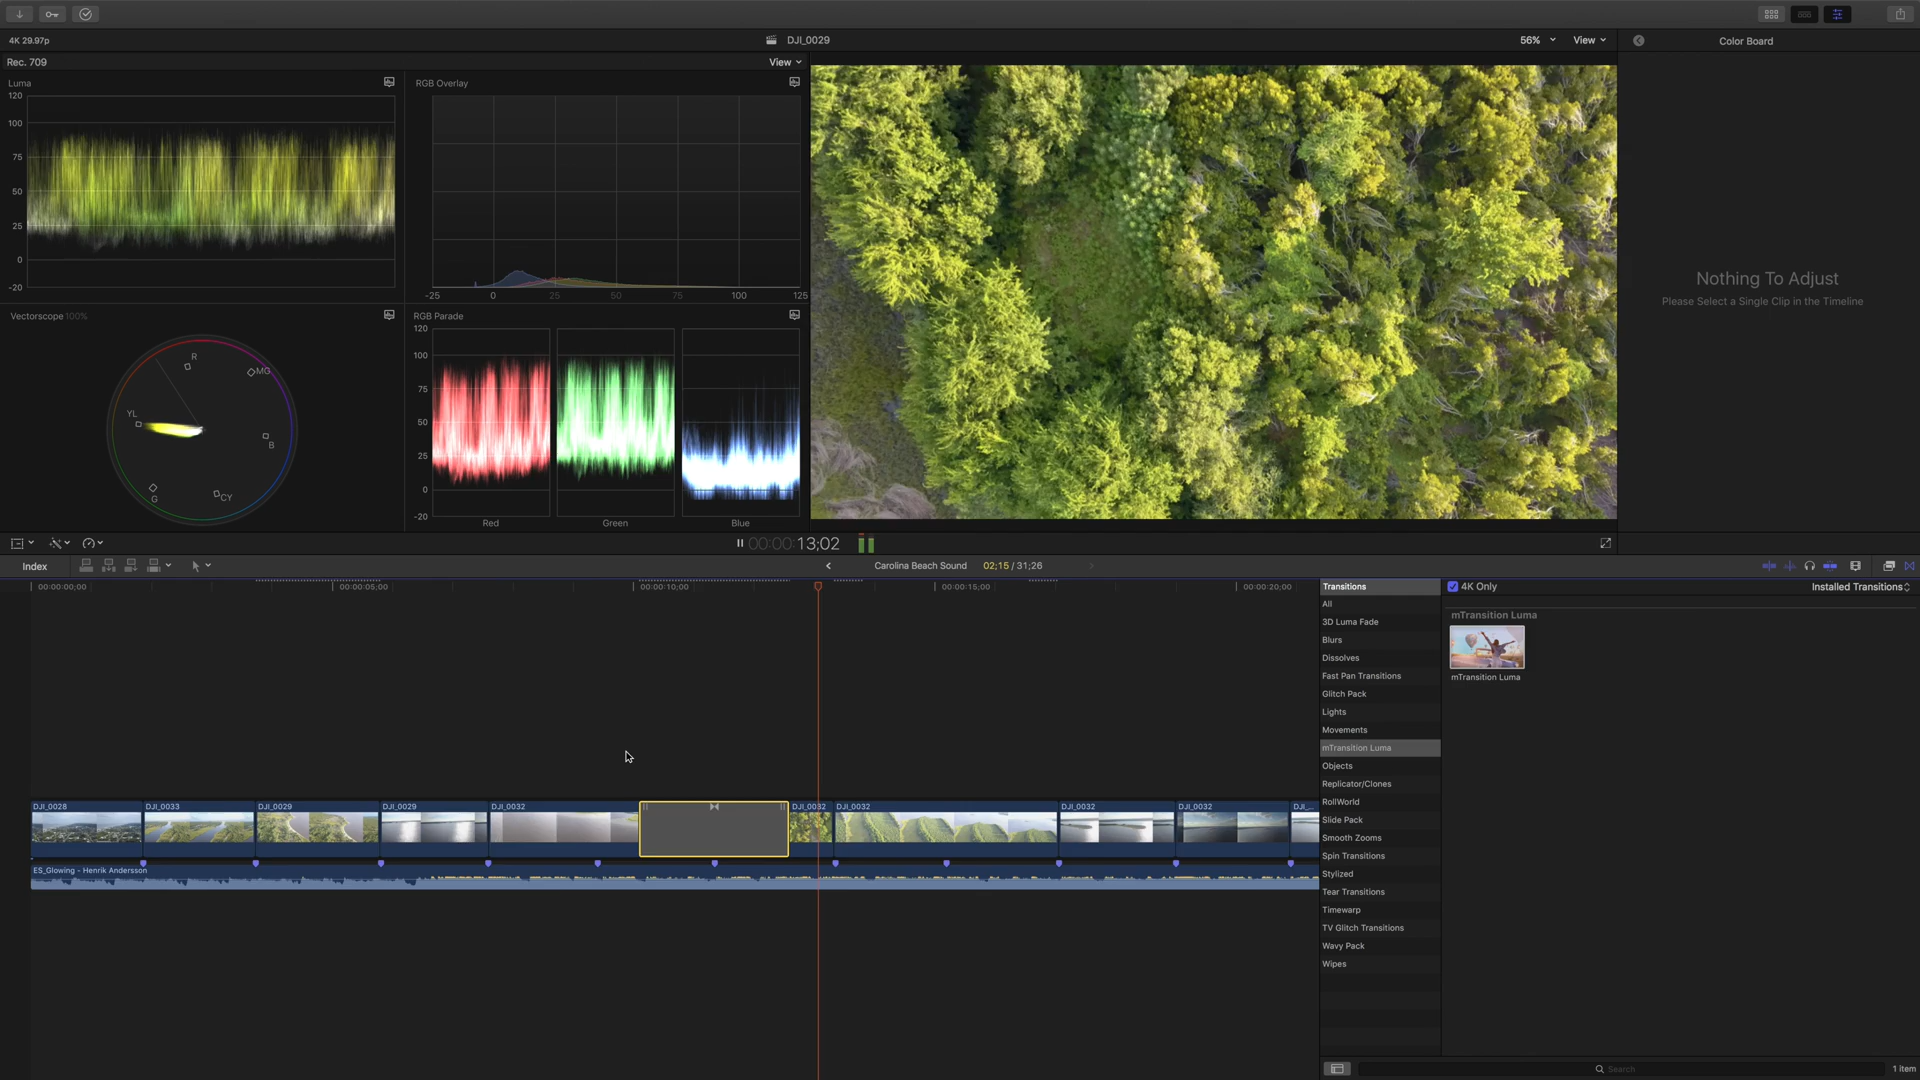 4K 29.97p
DJI_0029
56%
View
Color Board
Rec. 709
View
Luma
120
100
75
50
25
0
-20
RGB Overlay
-25
0
25
50
75
100
125
Nothing To Adjust
Please Select a Single Clip in the Timeline
Vectorscope 100%
R
MG
YL
B
G
CY
RGB Parade
120
100
75
50
25
0
-20
Red
Green
Blue
00:00:13;02
Index
Carolina Beach Sound
02;15 / 31;26
00:00:00;00
00:00:05;00
00:00:10;00
00:00:15;00
00:00:20;00
DJI_0028
DJI_0033
DJI_0029
DJI_0029
DJI_0032
DJI_0032
DJI_0032
DJI_0032
DJI_0032
DJI_...
ES_Glowing - Henrik Andersson
Transitions
All
3D Luma Fade
Blurs
Dissolves
Fast Pan Transitions
Glitch Pack
Lights
Movements
mTransition Luma
Objects
Replicator/Clones
RollWorld
Slide Pack
Smooth Zooms
Spin Transitions
Stylized
Tear Transitions
Timewarp
TV Glitch Transitions
Wavy Pack
Wipes
4K Only
Installed Transitions
mTransition Luma
mTransition Luma
Search
1 item